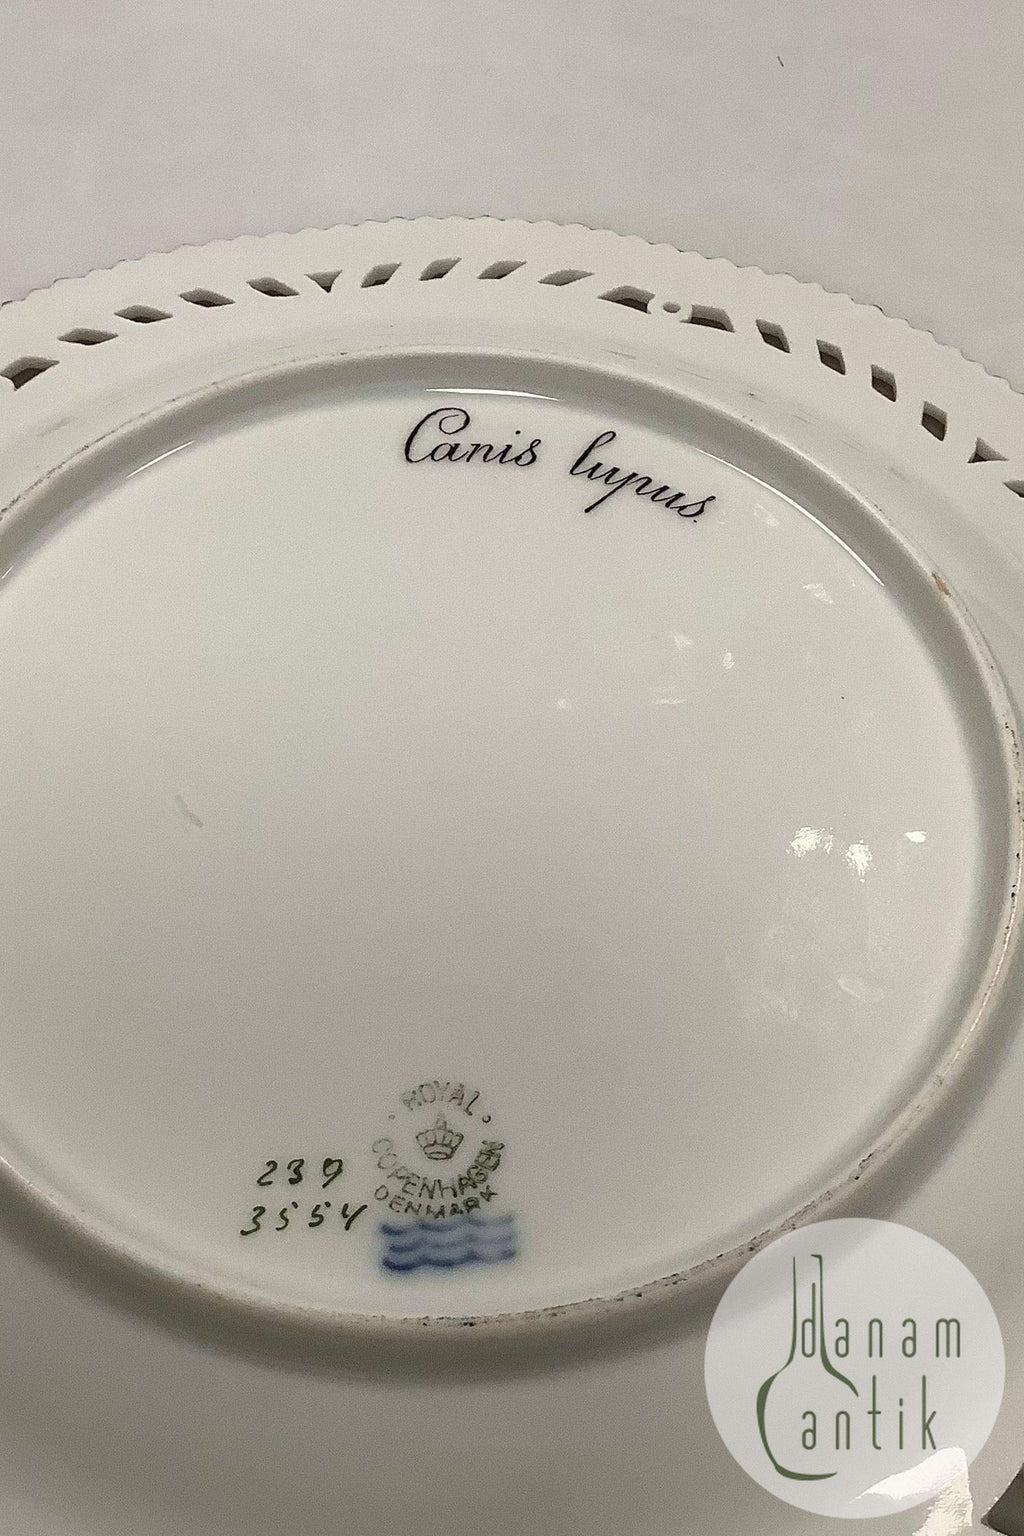 Canis lupus.
ROYAL
COPENHAGEN
DENMARK
239
3554
danam
antik